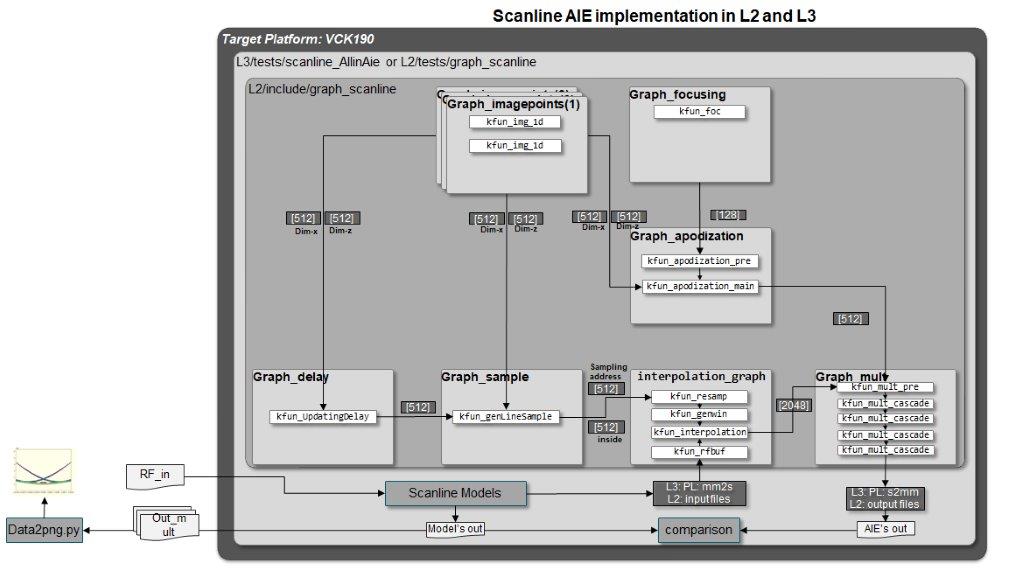 Scanline AIE implementation in L2 and L3
Target Platform: VCK190
L3/tests/scanline_AllinAie or L2/tests/graph_scanline
L2/include/graph_scanline
Graph_imagepoints(1)
kfun_img_1d
kfun_img_1d
Graph_focusing
kfun_foc
[512] [512]
Dim-x Dim-z
[512] [512]
Dim-x Dim-z
[512] [512]
Dim-x Dim-z
[128]
Graph_apodization
kfun_apodization_pre
kfun_apodization_main
[512]
Graph_delay
kfun_UpdatingDelay
[512]
Graph_sample
kfun_genLineSample
Sampling
address
[512]
[512]
inside
interpolation_graph
kfun_resamp
kfun_genwin
kfun_interpolation
kfun_rfbuf
[2048]
Graph_mult
kfun_mult_pre
kfun_mult_cascade
kfun_mult_cascade
kfun_mult_cascade
kfun_mult_cascade
RF_in
Scanline Models
L3: PL: mm2s
L2: input files
L3: PL: s2mm
L2: output files
Data2png.py
Out_m
ult
Model's out
comparison
AIE's out